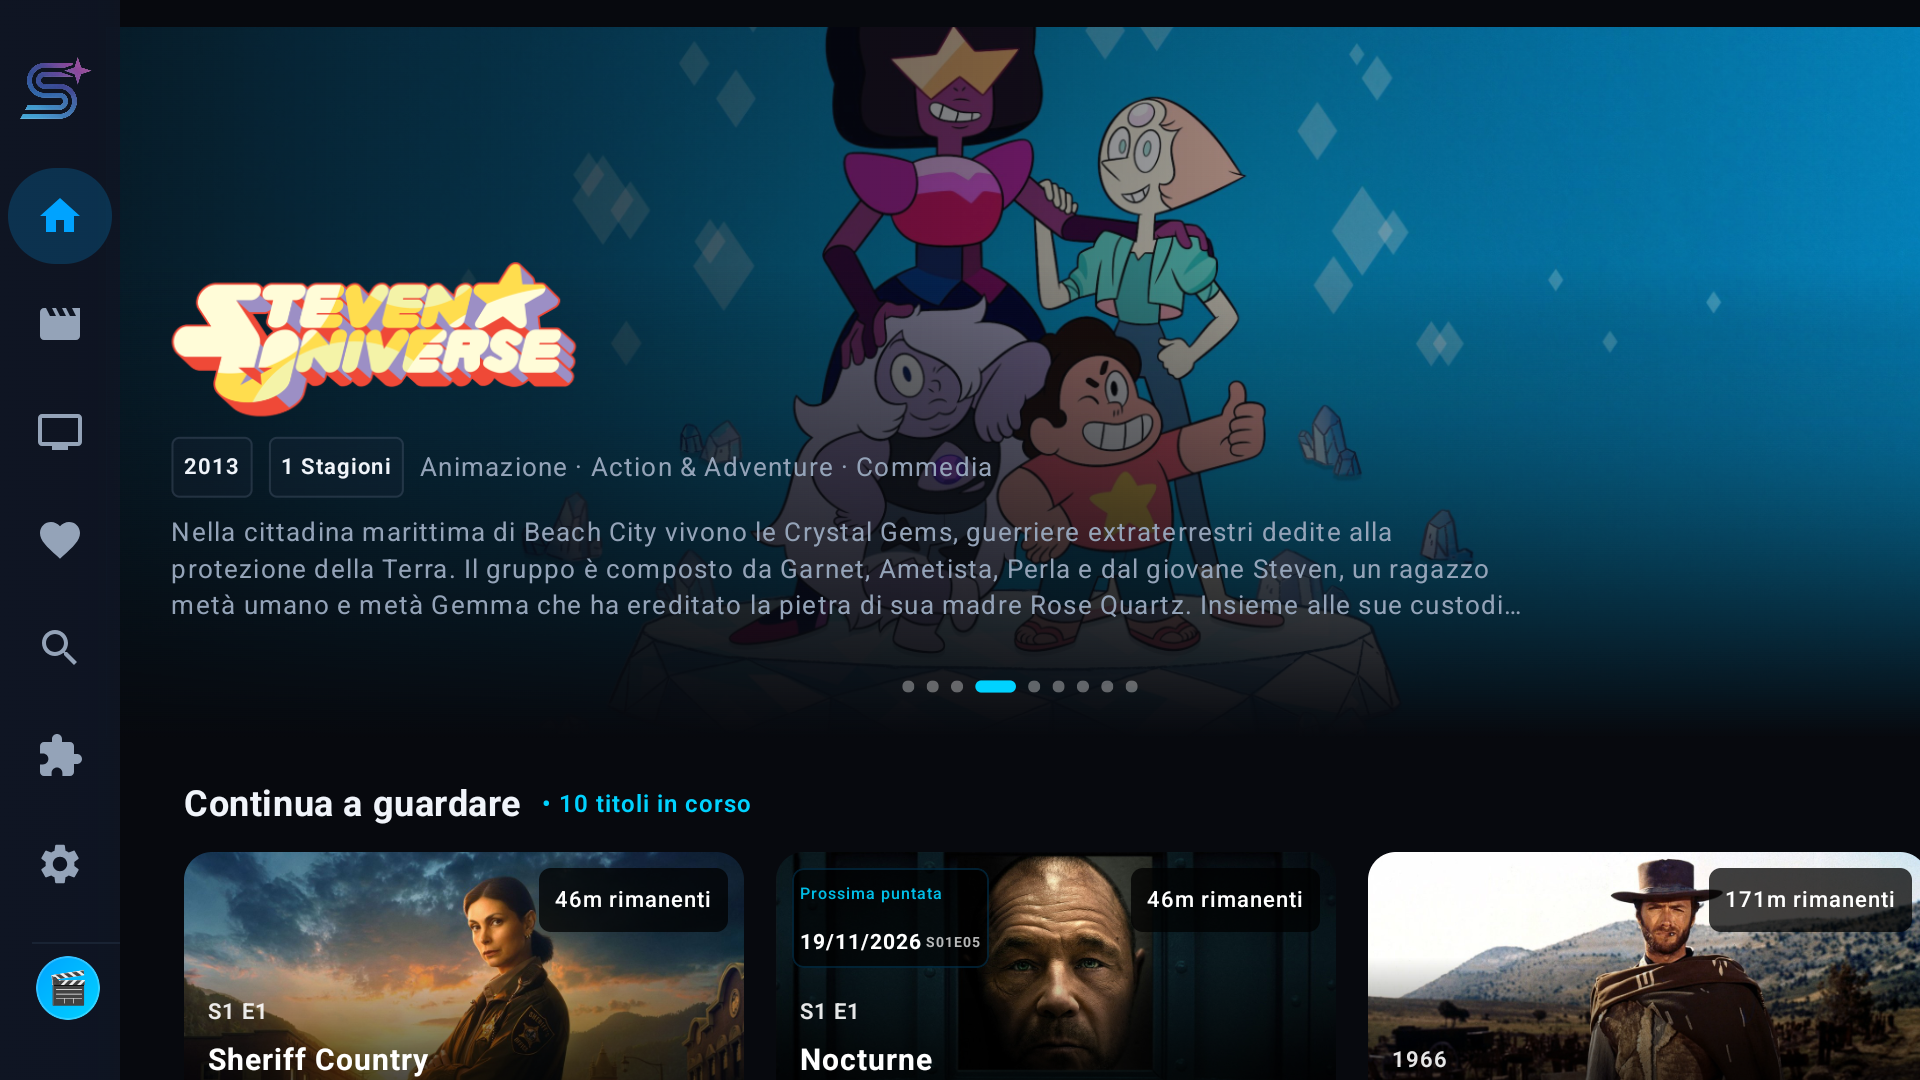 STEVEN
UNIVERSE
2013
1 Stagioni
Animazione · Action & Adventure · Commedia
Nella cittadina marittima di Beach City vivono le Crystal Gems, guerriere extraterrestri dedite alla
protezione della Terra. Il gruppo è composto da Garnet, Ametista, Perla e dal giovane Steven, un ragazzo
metà umano e metà Gemma che ha ereditato la pietra di sua madre Rose Quartz. Insieme alle sue custodi…
Continua a guardare • 10 titoli in corso
46m rimanenti
S1 E1
Sheriff Country
Prossima puntata
19/11/2026 S01E05
46m rimanenti
S1 E1
Nocturne
171m rimanenti
1966